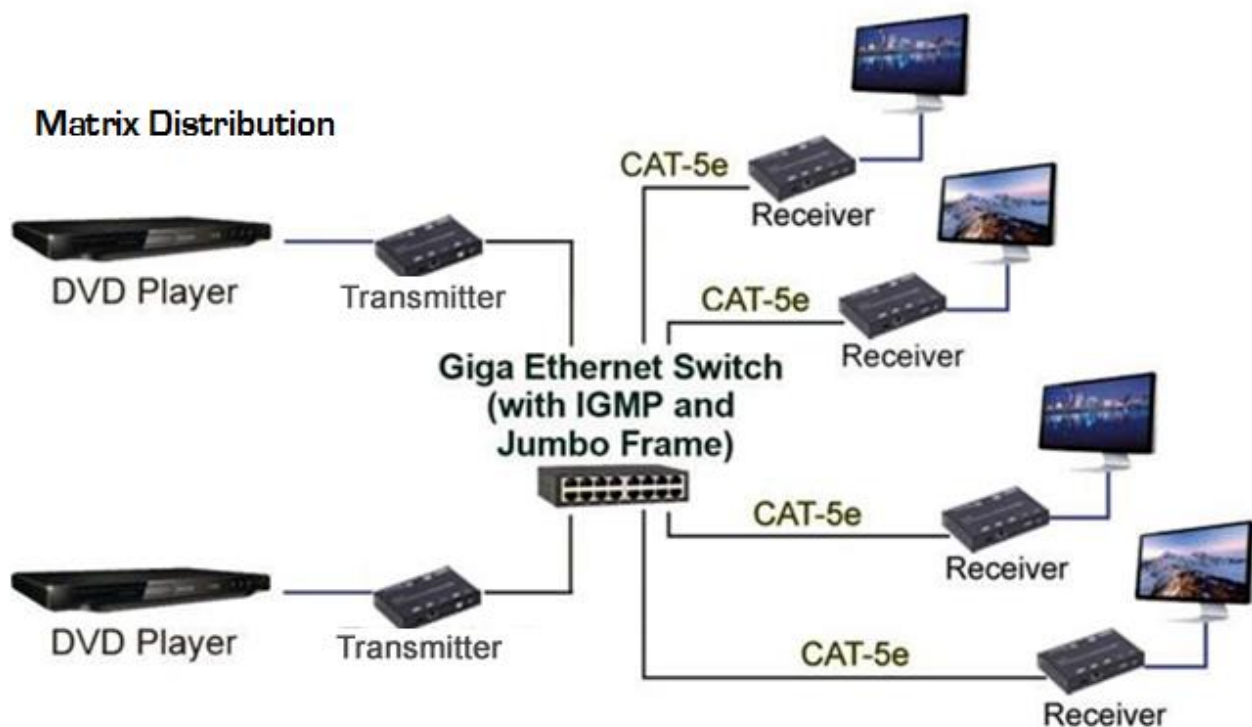 Matrix Distribution
CAT-5e
Receiver
DVD Player
Transmitter
CAT-5e
Receiver
Giga Ethernet Switch
(with IGMP and
Jumbo Frame)
CAT-5e
Receiver
DVD Player
Transmitter
CAT-5e
Receiver